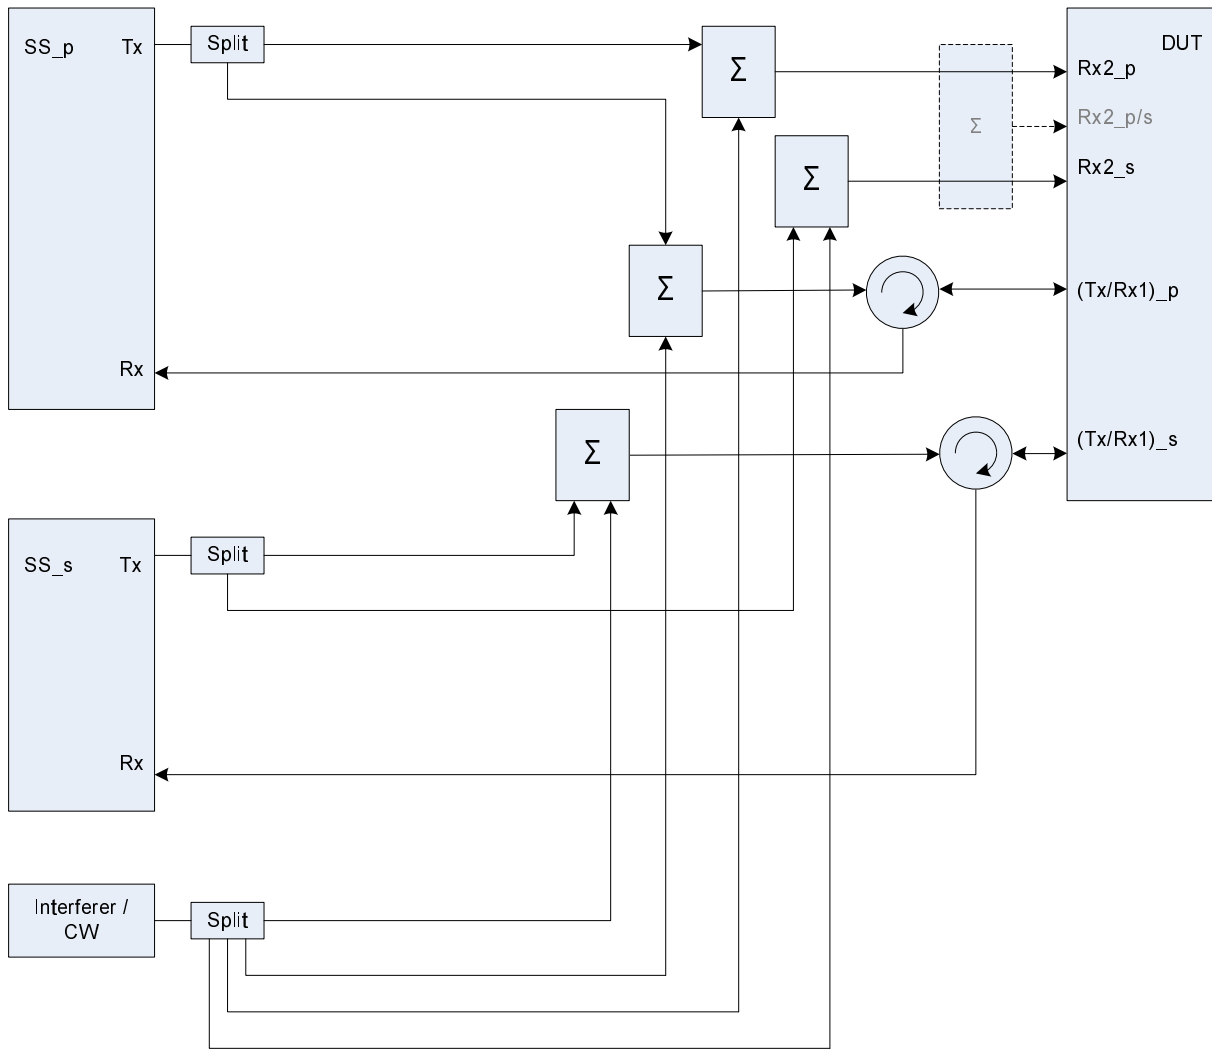 SS_p
Tx
Split
Σ
DUT
Rx2_p
Σ
Rx2_p/s
Σ
Rx2_s
Σ
(Tx/Rx1)_p
Rx
Σ
(Tx/Rx1)_s
SS_s
Tx
Split
Rx
Interferer /
CW
Split